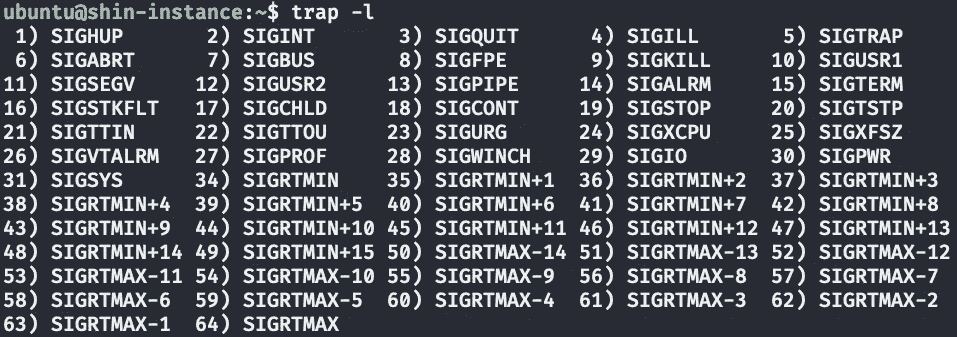 ubuntu@shin-instance:~$ trap -l
 1) SIGHUP       2) SIGINT       3) SIGQUIT      4) SIGILL       5) SIGTRAP
 6) SIGABRT      7) SIGBUS       8) SIGFPE       9) SIGKILL     10) SIGUSR1
11) SIGSEGV     12) SIGUSR2     13) SIGPIPE     14) SIGALRM     15) SIGTERM
16) SIGSTKFLT   17) SIGCHLD     18) SIGCONT     19) SIGSTOP     20) SIGTSTP
21) SIGTTIN     22) SIGTTOU     23) SIGURG      24) SIGXCPU     25) SIGXFSZ
26) SIGVTALRM   27) SIGPROF     28) SIGWINCH    29) SIGIO       30) SIGPWR
31) SIGSYS      34) SIGRTMIN    35) SIGRTMIN+1  36) SIGRTMIN+2  37) SIGRTMIN+3
38) SIGRTMIN+4  39) SIGRTMIN+5  40) SIGRTMIN+6  41) SIGRTMIN+7  42) SIGRTMIN+8
43) SIGRTMIN+9  44) SIGRTMIN+10 45) SIGRTMIN+11 46) SIGRTMIN+12 47) SIGRTMIN+13
48) SIGRTMIN+14 49) SIGRTMIN+15 50) SIGRTMAX-14 51) SIGRTMAX-13 52) SIGRTMAX-12
53) SIGRTMAX-11 54) SIGRTMAX-10 55) SIGRTMAX-9  56) SIGRTMAX-8  57) SIGRTMAX-7
58) SIGRTMAX-6  59) SIGRTMAX-5  60) SIGRTMAX-4  61) SIGRTMAX-3  62) SIGRTMAX-2
63) SIGRTMAX-1  64) SIGRTMAX